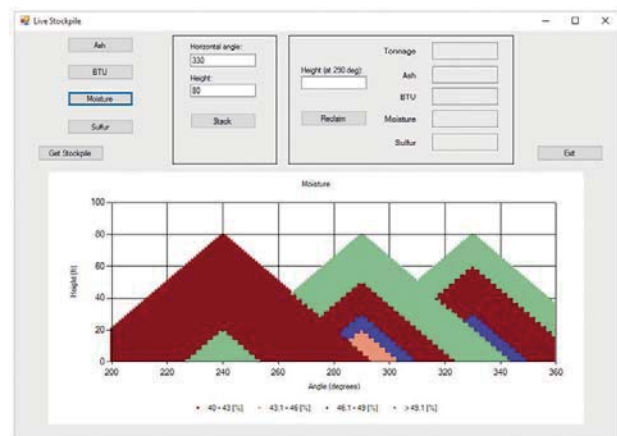 Live Stockpile
Ash
BTU
Moisture
Sulfur
Get Stockpile
Horizontal angle:
330
Height:
80
Stack
Height (at 290 deg):
Reclaim
Tonnage
Ash
BTU
Moisture
Sulfur
Exit
Moisture
100
80
60
40
20
0
Height [ft]
200 220 240 260 280 300 320 340 360
Angle (degrees)
40 - 43 [%] 43.1 - 46 [%] 46.1 - 49 [%] > 49.1 [%]